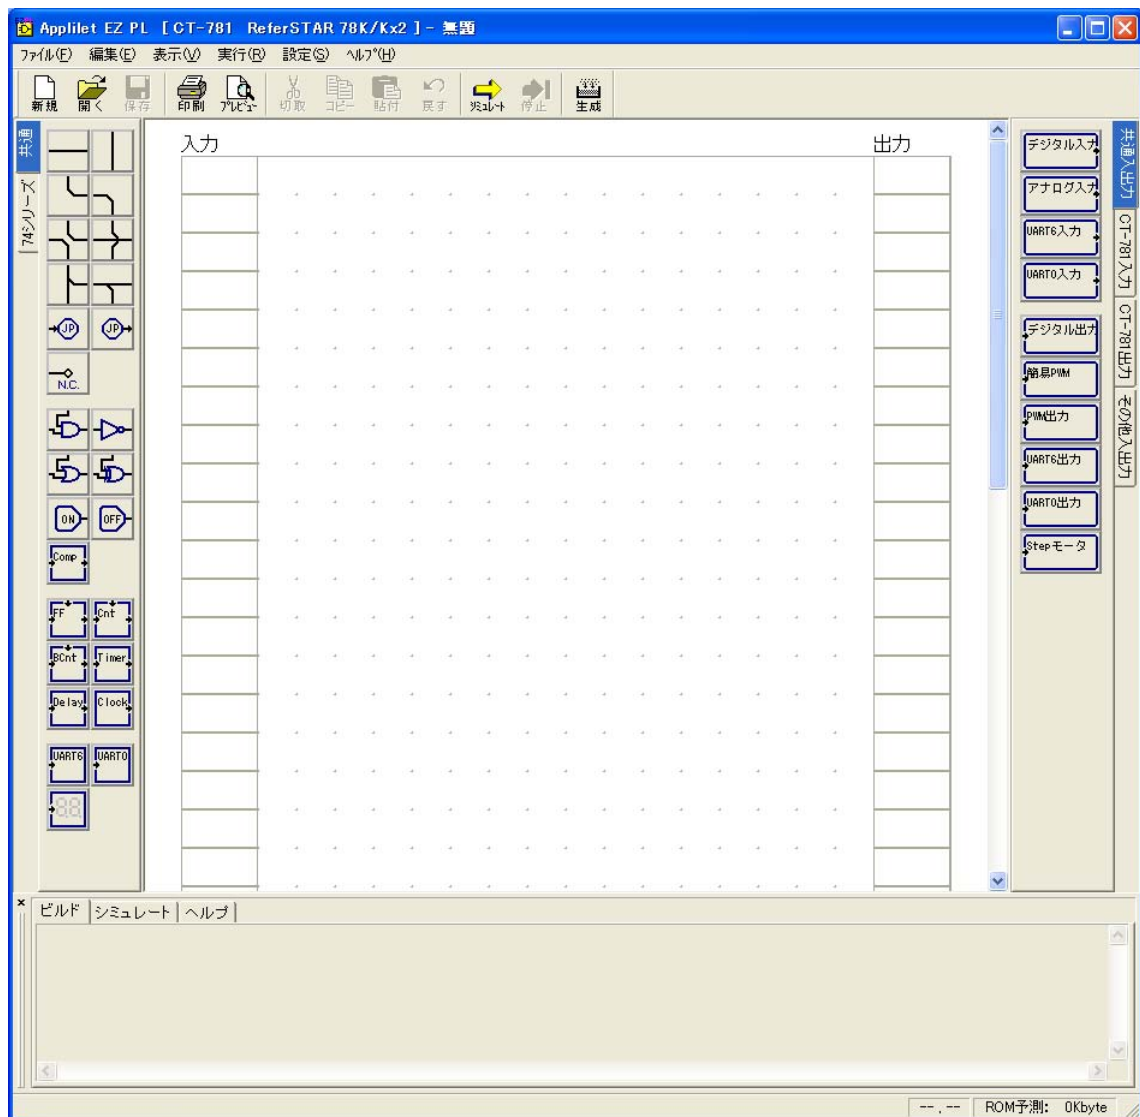 Applilet EZ PL [ CT-781 ReferSTAR 78K/Kx2 ] - 無題
ファイル(F) 編集(E) 表示(V) 実行(R) 設定(S) ヘルプ(H)
新規 開く 保存 印刷 プレビュー 切取 コピー 貼付 戻す シミュレート 停止 生成
共通
74シリーズ
JP JP
N.C.
ON OFF
Comp
FF Cnt
BCnt Timer
Delay Clock
UART6 UART0
88
入力 出力
デジタル入力
アナログ入力
UART6入力
UART0入力
デジタル出力
簡易PWM
PWM出力
UART6出力
UART0出力
Stepモータ
共通入出力
CT-781入力
CT-781出力
その他入出力
ビルド シミュレート ヘルプ
--.-- ROM予測: 0Kbyte